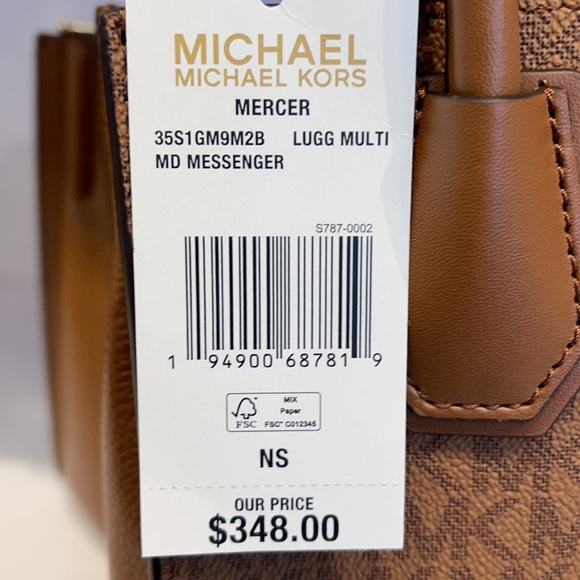 MICHAEL
MICHAEL KORS
MERCER
35S1GM9M2B LUGG MULTI
MD MESSENGER
S787-0002
1 94900 68781 9
FSC
MIX
Paper
FSC™ C012345
NS
OUR PRICE
$348.00